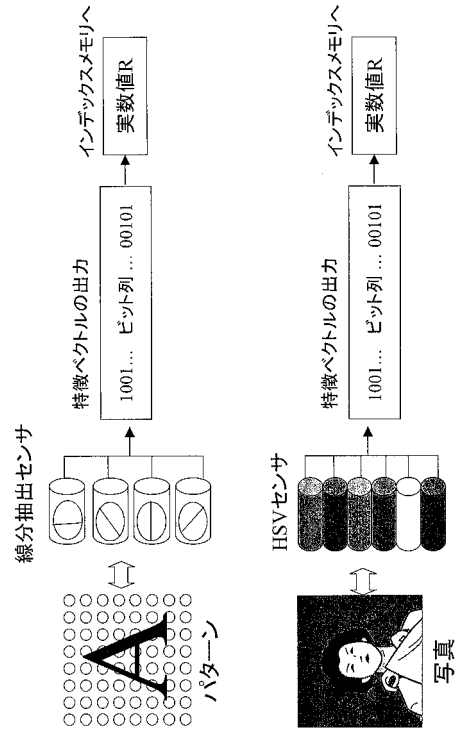 線分抽出センサ
特徴ベクトルの出力
インデックスメモリへ
1001... ビット列 ... 00101
実数値R
A
パターン
HSVセンサ
特徴ベクトルの出力
インデックスメモリへ
1001... ビット列 ... 00101
実数値R
写真